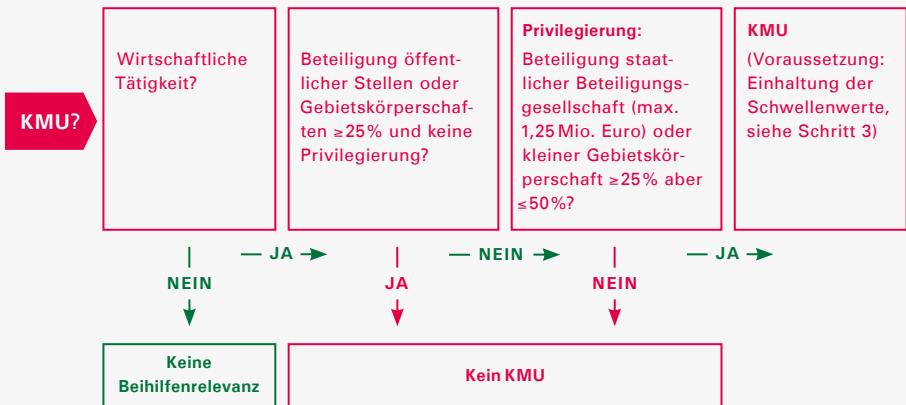 KMU?
Wirtschaftliche
Tätigkeit?
Beteiligung öffent-
licher Stellen oder
Gebietskörperschaf-
ten ≥25% und keine
Privilegierung?
Privilegierung:
Beteiligung staat-
licher Beteiligungs-
gesellschaft (max.
1,25 Mio. Euro) oder
kleiner Gebietskör-
perschaft ≥25% aber
≤50%?
KMU
(Voraussetzung:
Einhaltung der
Schwellenwerte,
siehe Schritt 3)
NEIN
JA
JA
NEIN
NEIN
JA
Keine
Beihilfenrelevanz
Kein KMU